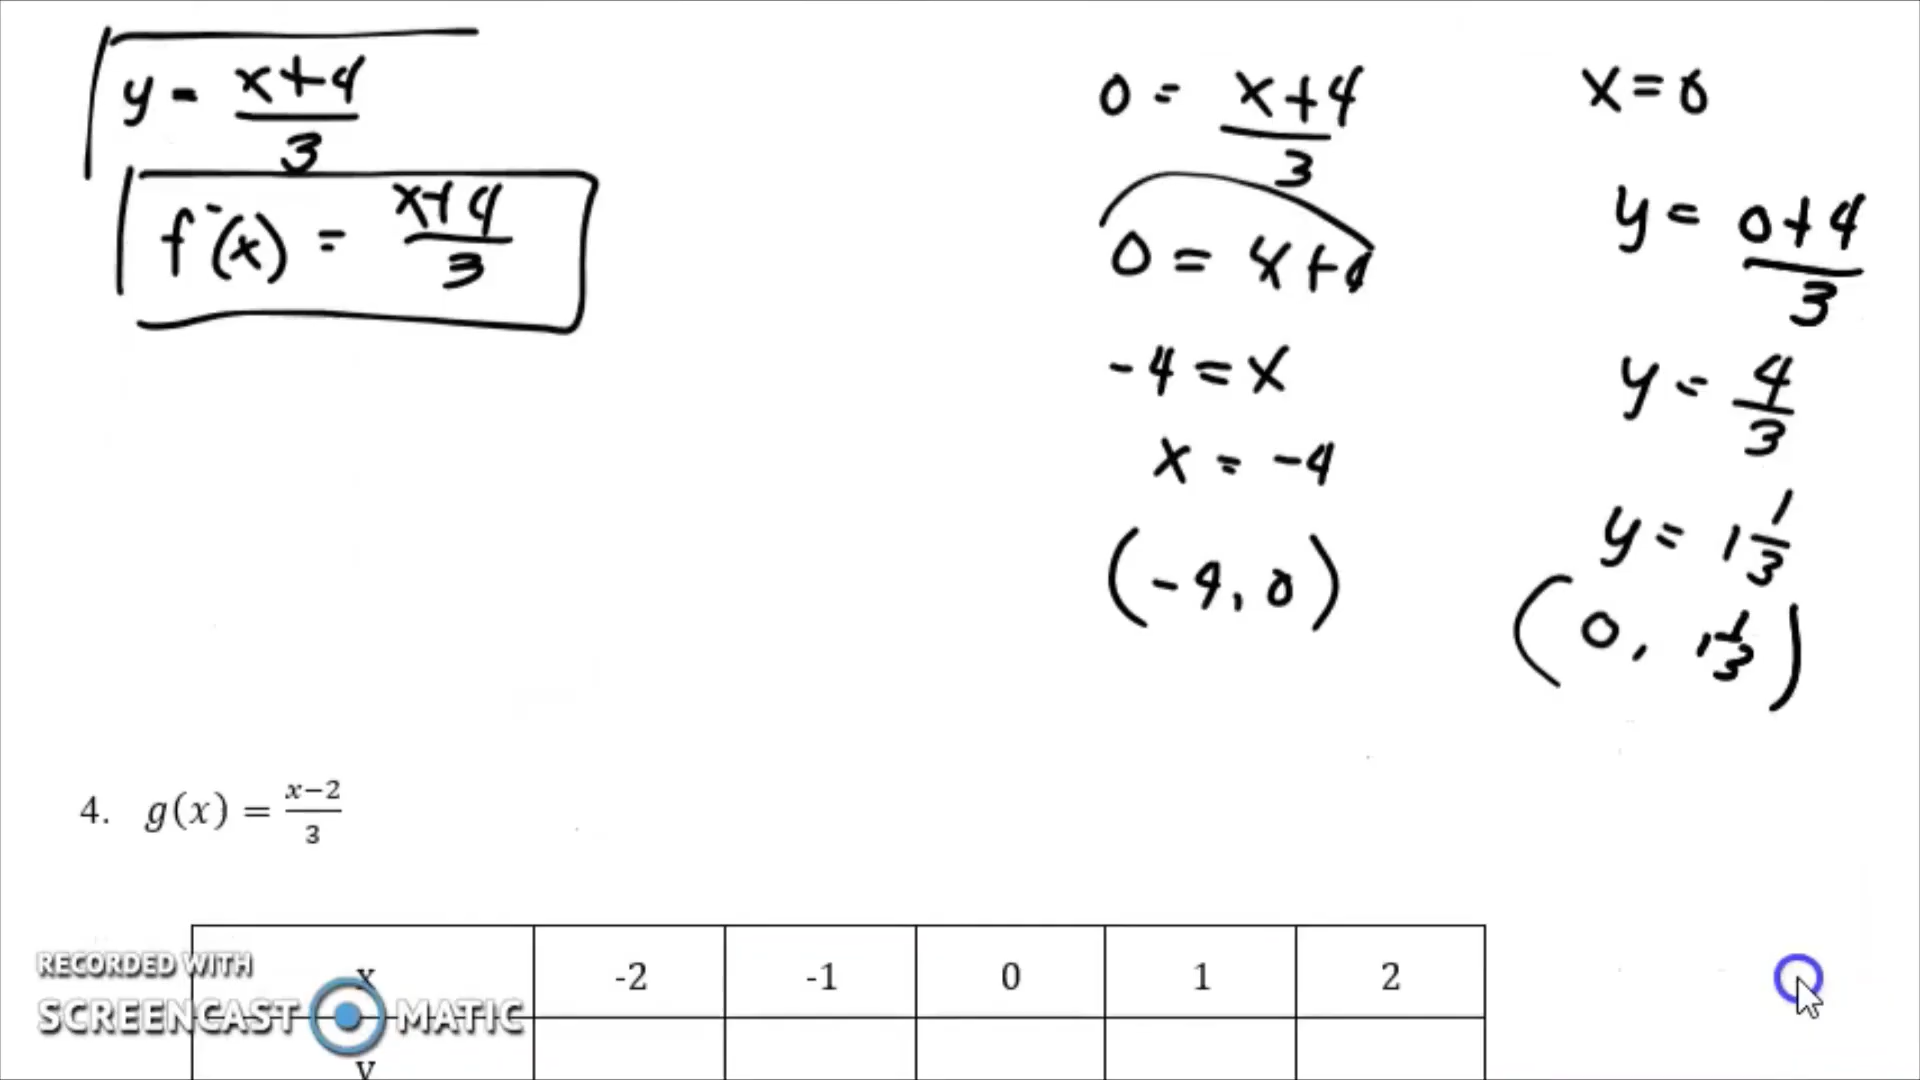 y = x+4/3
f⁻(x) = x+4/3
0 = x+4/3
0 = x+4
-4 = x
x = -4
(-4, 0)
x = 0
y = 0+4/3
y = 4/3
y = 1 1/3
(0, 1 1/3)
4. g(x) = x−2/3
x -2 -1 0 1 2
y
RECORDED WITH
SCREENCAST MATIC